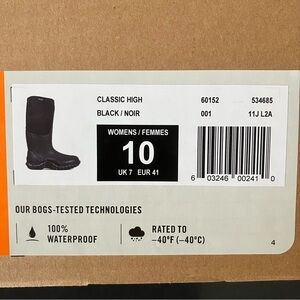 CLASSIC HIGH 60152 534685
BLACK / NOIR 001 11J L2A
WOMENS / FEMMES
10
UK 7 EUR 41
6 03246 00241 0
OUR BOGS-TESTED TECHNOLOGIES
100% WATERPROOF
RATED TO –40°F (–40°C)
4